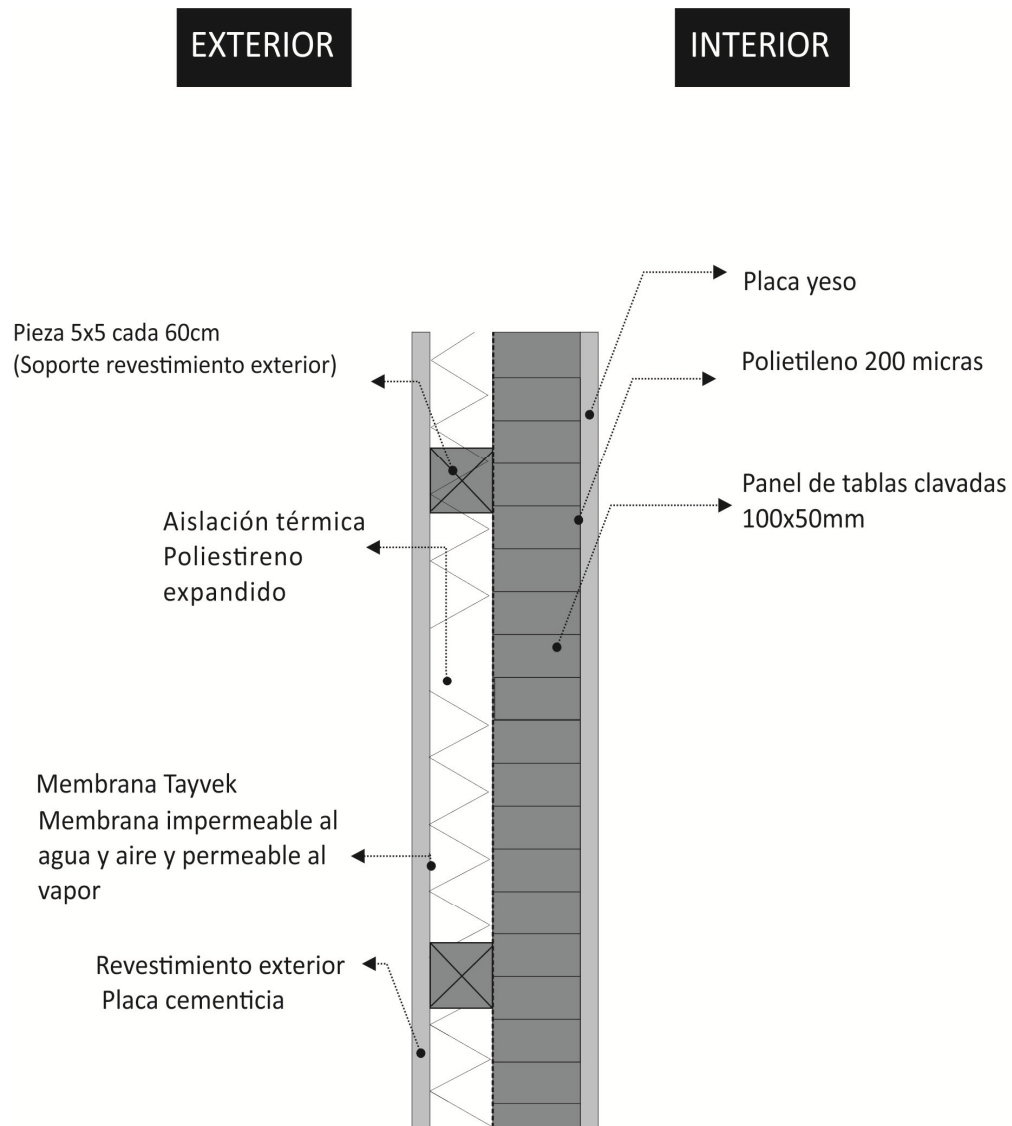 EXTERIOR
INTERIOR
Placa yeso
Pieza 5x5 cada 60cm
(Soporte revestimiento exterior)
Polietileno 200 micras
Panel de tablas clavadas
100x50mm
Aislación térmica
Poliestireno
expandido
Membrana Tayvek
Membrana impermeable al
agua y aire y permeable al
vapor
Revestimiento exterior
Placa cementicia